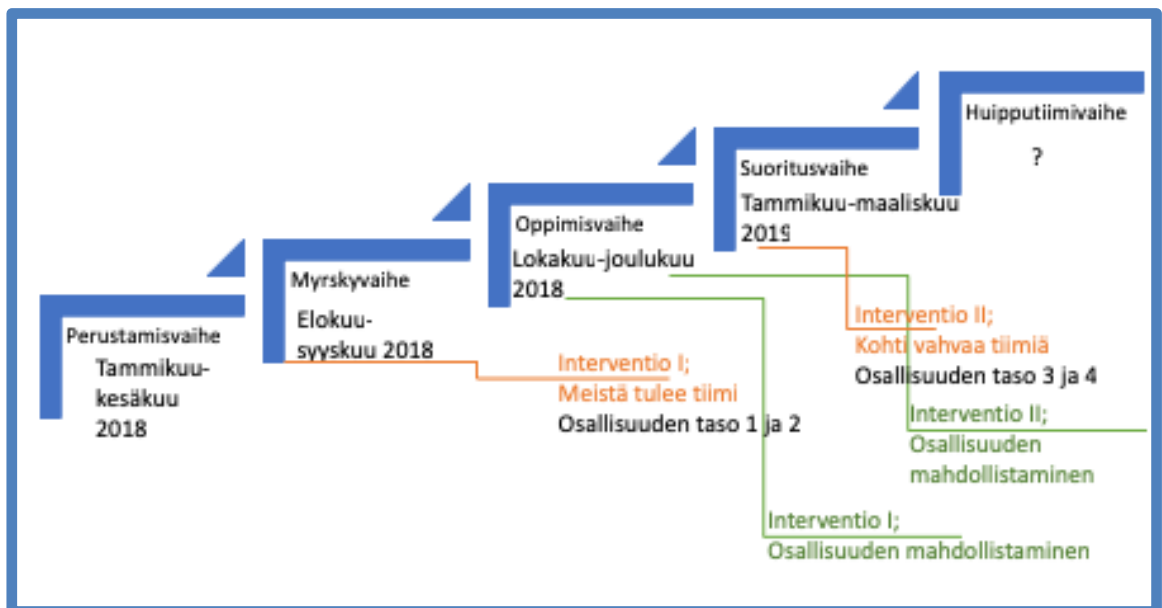 Perustamisvaihe
Tammikuu-
kesäkuu
2018
Myrskyvaihe
Elokuu-
syyskuu 2018
Oppimisvaihe
Lokakuu-joulukuu
2018
Suoritusvaihe
Tammikuu-maaliskuu
2019
Huipputiimivaihe
?
Interventio I;
Meistä tulee tiimi
Osallisuuden taso 1 ja 2
Interventio II;
Kohti vahvaa tiimiä
Osallisuuden taso 3 ja 4
Interventio II;
Osallisuuden
mahdollistaminen
Interventio I;
Osallisuuden mahdollistaminen